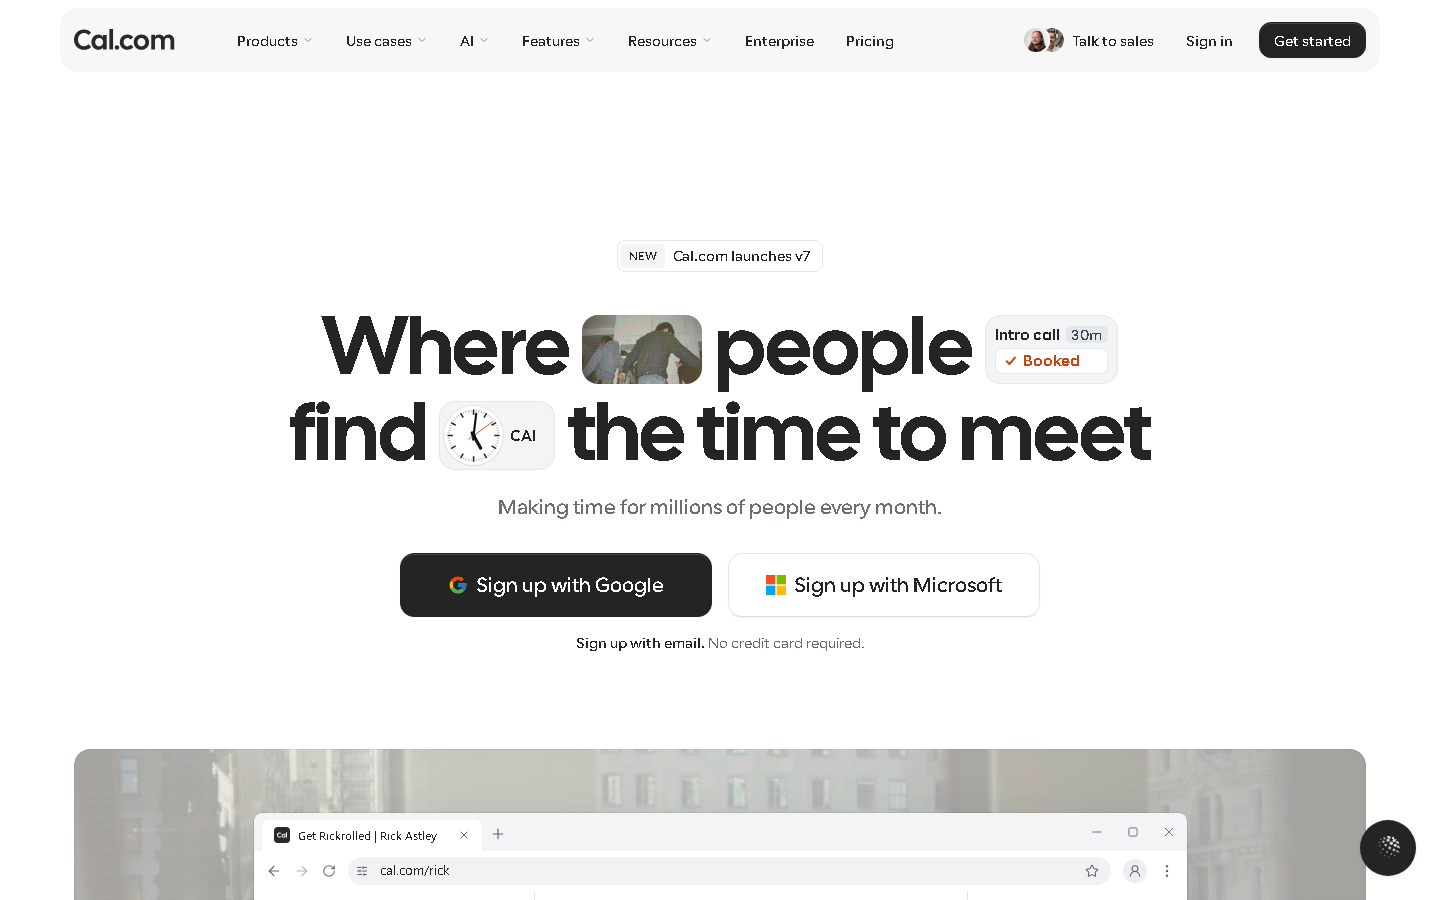 Cal.com Products Use cases AI Features Resources Enterprise Pricing Talk to sales Sign in Get started
NEW Cal.com launches v7
Where people Intro call 30m
Booked
find CAI the time to meet
Making time for millions of people every month.
Sign up with Google Sign up with Microsoft
Sign up with email. No credit card required.
Cal Get Rickrolled | Rick Astley
cal.com/rick